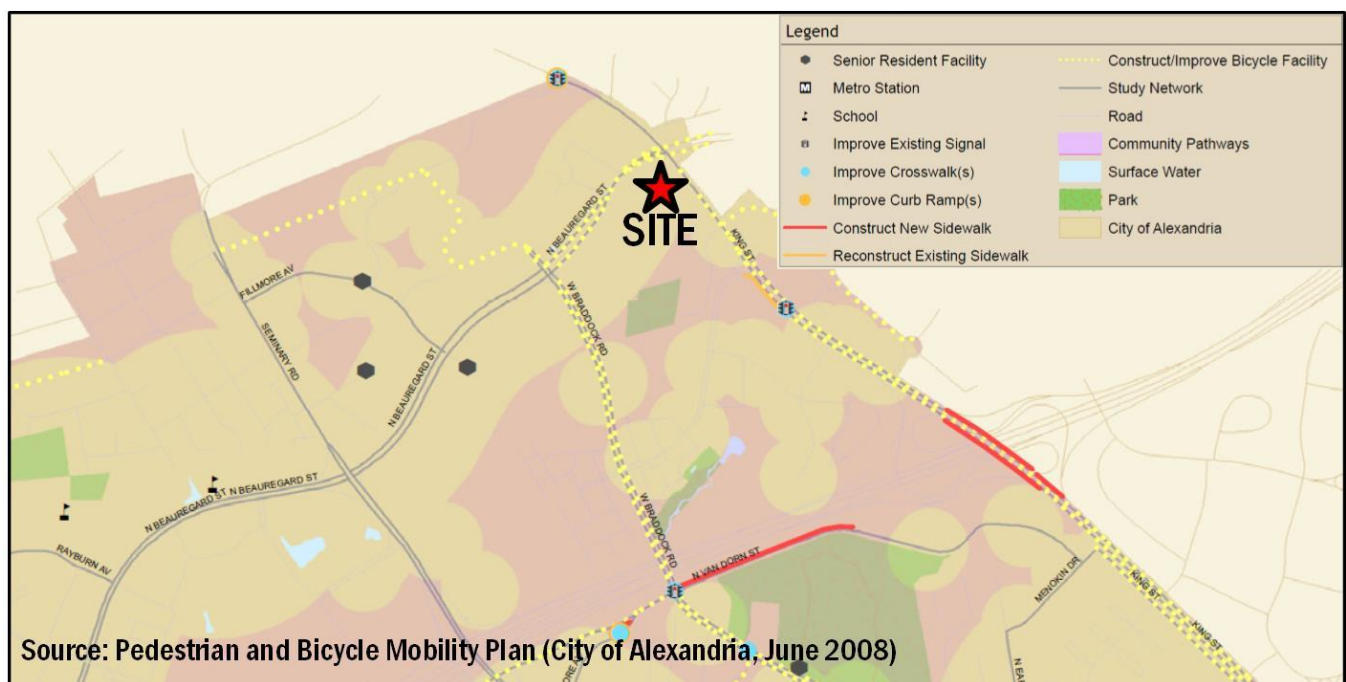 Legend
Senior Resident Facility
Metro Station
School
Improve Existing Signal
Improve Crosswalk(s)
Improve Curb Ramp(s)
Construct New Sidewalk
Reconstruct Existing Sidewalk
Construct/Improve Bicycle Facility
Study Network
Road
Community Pathways
Surface Water
Park
City of Alexandria
M
SITE
N BEAUREGARD ST
KING ST
FILLMORE AV
SEMINARY RD
W BRADDOCK RD
N BEAUREGARD ST
N BEAUREGARD ST
N BEAUREGARD ST
RAYBURN AV
W BRADDOCK RD
N VAN DORN ST
MENOKIN DR
KING ST
KING ST
Source: Pedestrian and Bicycle Mobility Plan (City of Alexandria, June 2008)